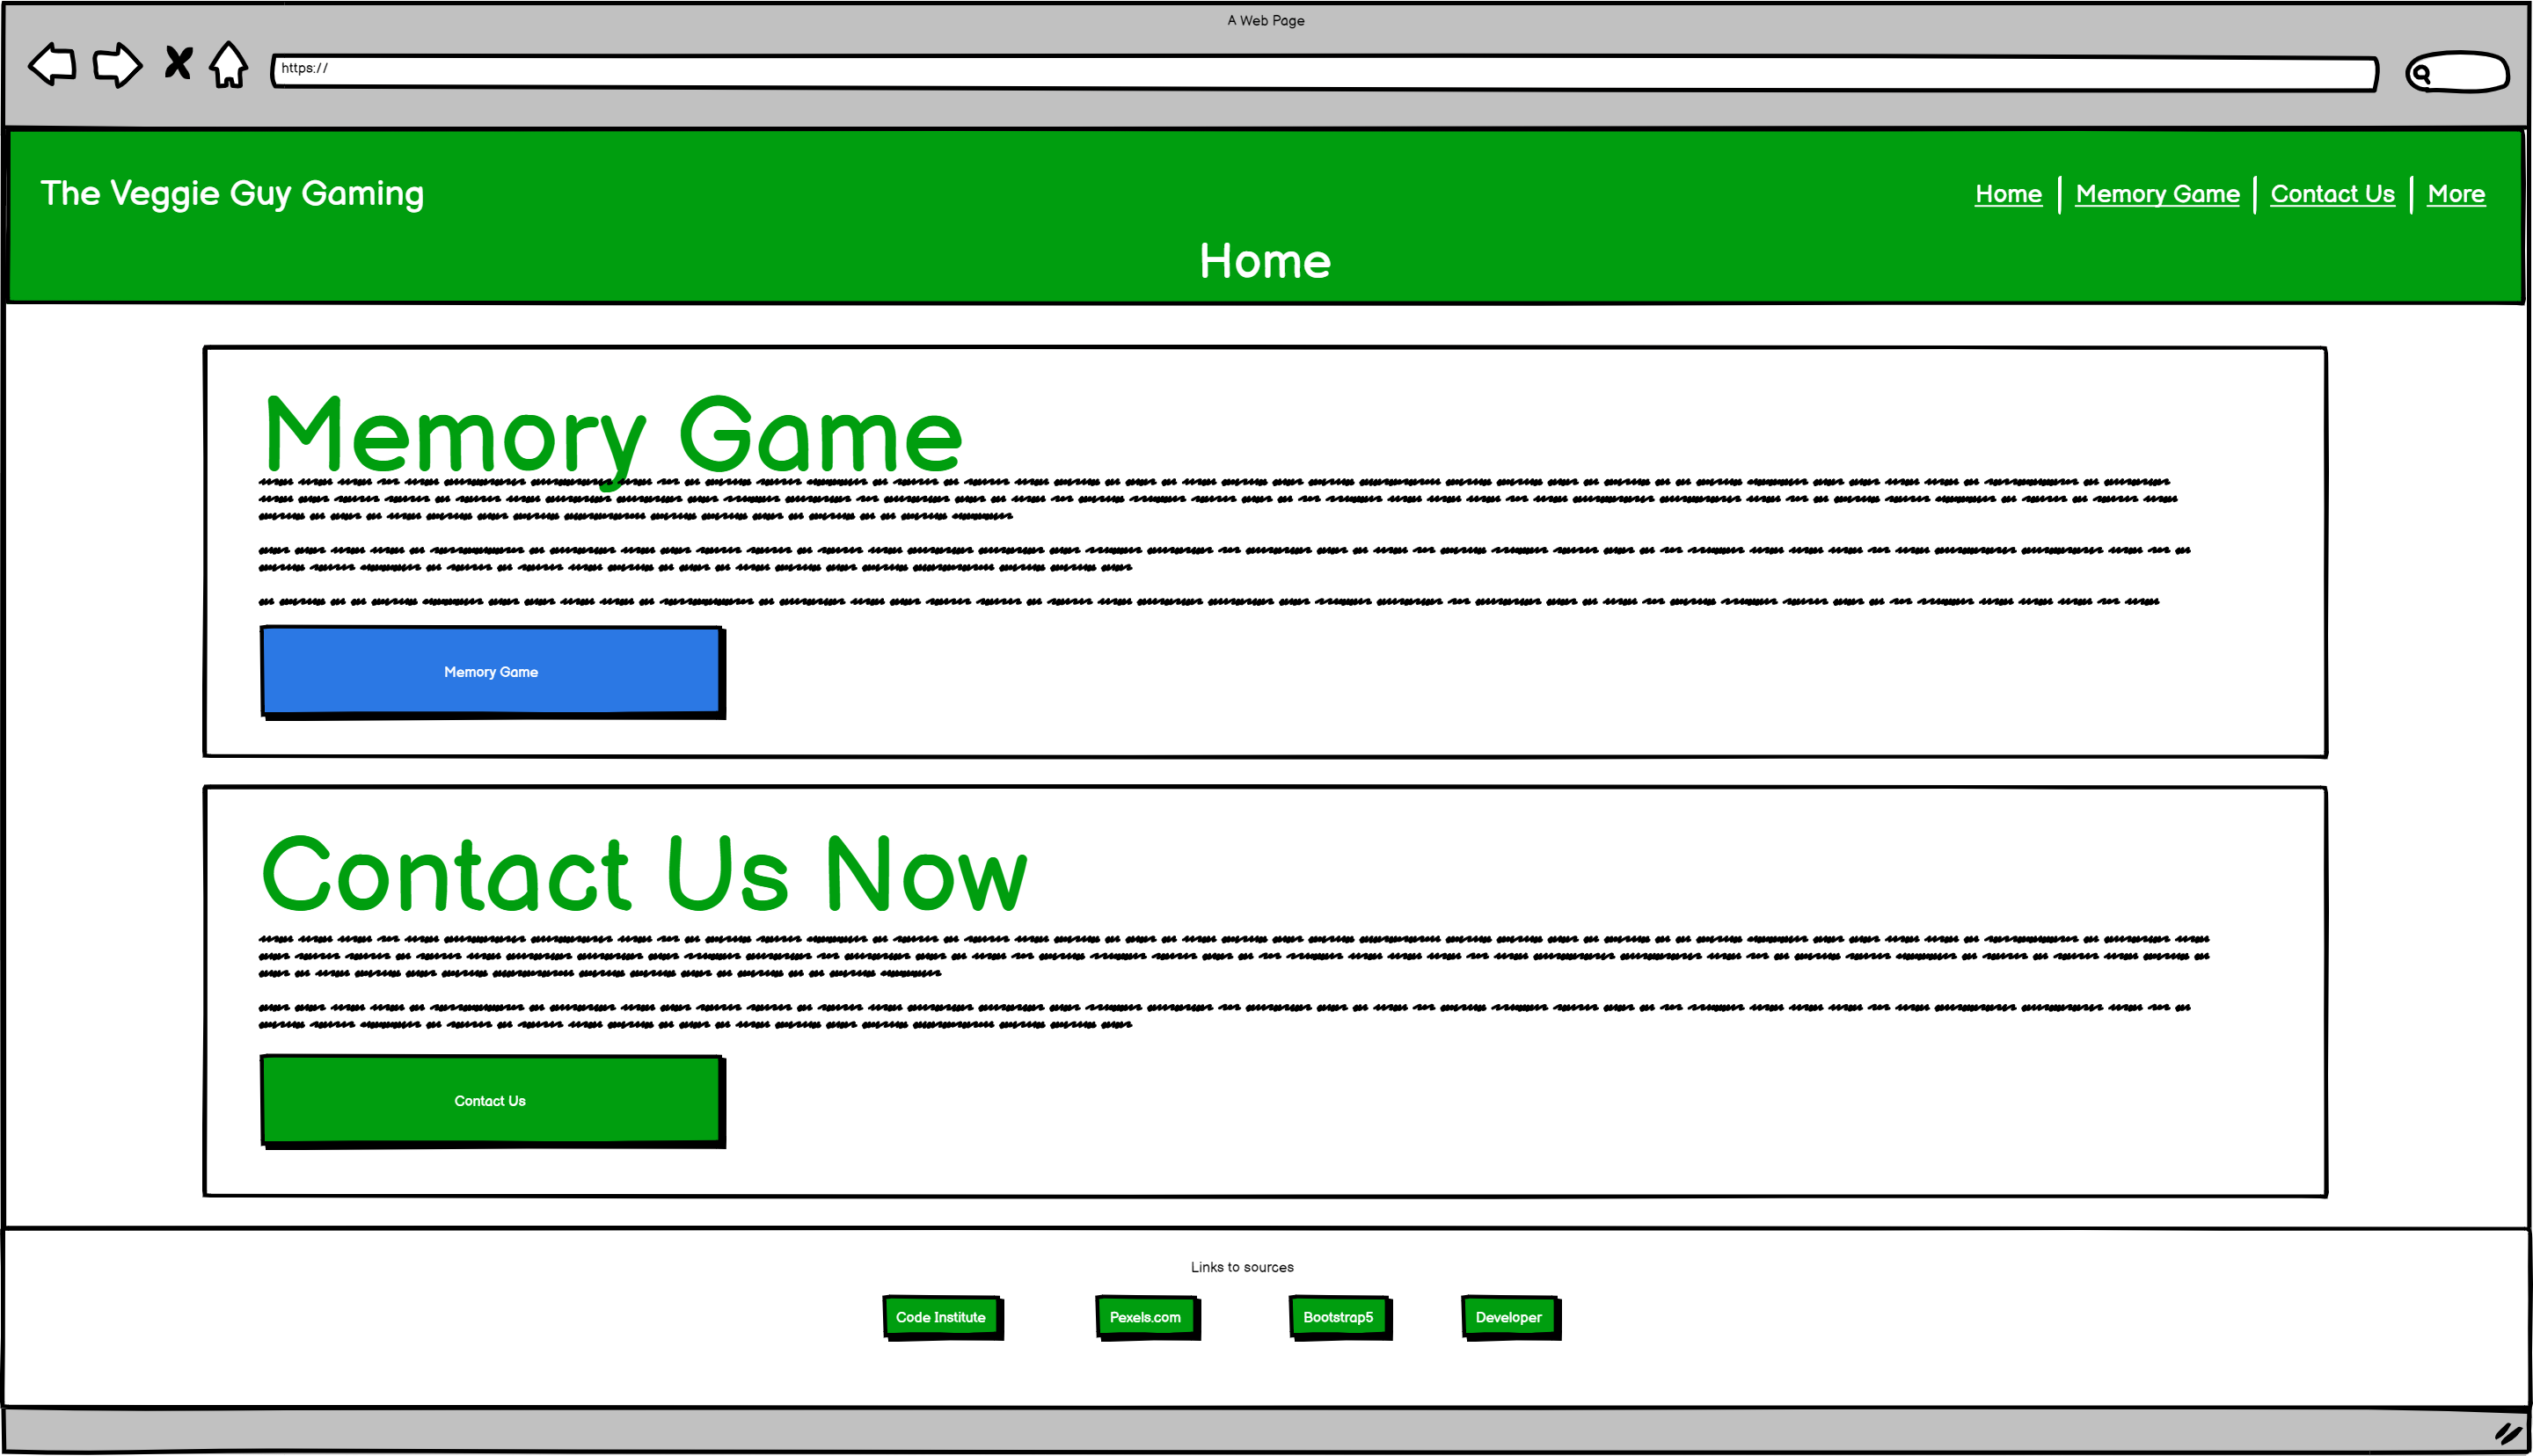 A Web Page
https://
The Veggie Guy Gaming
Home | Memory Game | Contact Us | More
Home
Memory Game
Memory Game
Contact Us Now
Contact Us
Links to sources
Code Institute
Pexels.com
Bootstrap5
Developer